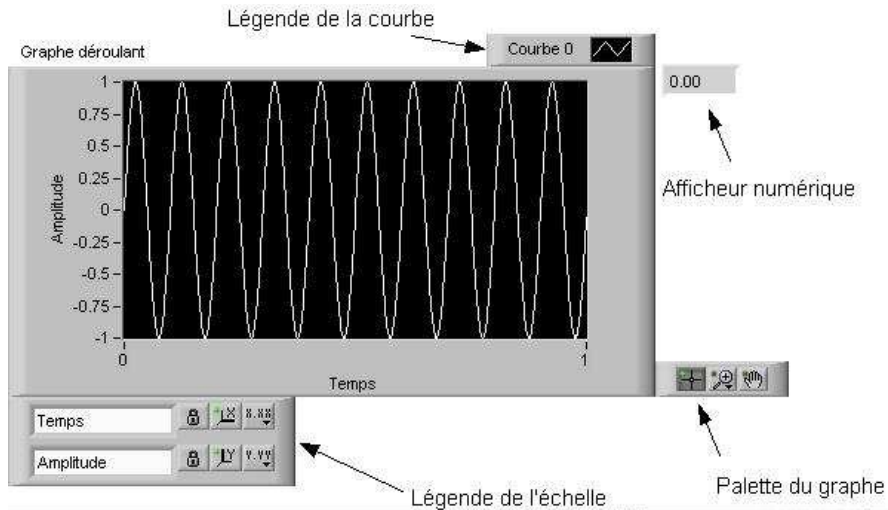 Légende de la courbe
Graphe déroulant
Courbe 0
0.00
Afficheur numérique
Amplitude
1
0.75
0.5
0.25
0
-0.25
-0.5
-0.75
-1
0
1
Temps
Temps
X.XX
Amplitude
Y.YY
Légende de l'échelle
Palette du graphe